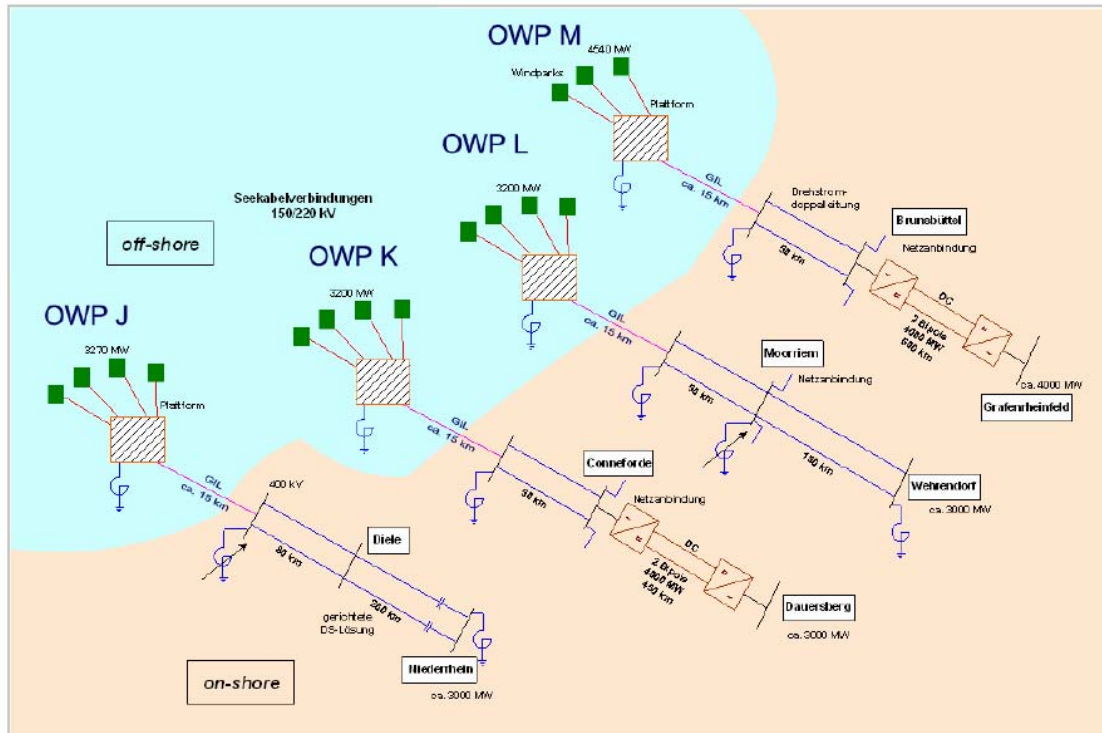 OWP M
4540 MW
Windparks
Plattform
OWP L
GIL
ca. 15 km
Drehstrom-
doppelleitung
Brunsbüttel
Netzanbindung
50 km
DC
2 Bipole
4000 MW
ca. 4000 MW
Grafenrheinfeld
3200 MW
Seekabelverbindungen
150/220 kV
off-shore
OWP K
GIL
ca. 15 km
Moorriem
Netzanbindung
50 km
Wehrendorf
ca. 3000 MW
3200 MW
OWP J
GIL
ca. 15 km
Conneforde
Netzanbindung
DC
2 Bipole
4000 MW
450 km
Dauersberg
ca. 3000 MW
3270 MW
Plattform
GIL
ca. 15 km
400 kV
Diele
gerichtete
DS-Lösung
Niederrhein
ca. 3000 MW
on-shore